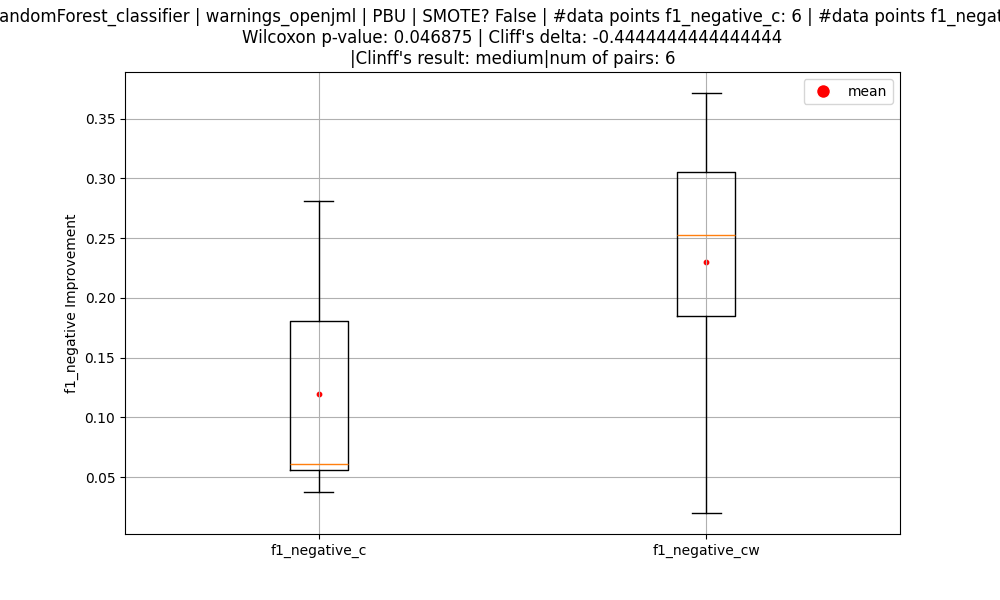 andomForest_classifier | warnings_openjml | PBU | SMOTE? False | #data points f1_negative_c: 6 | #data points f1_negat
Wilcoxon p-value: 0.046875 | Cliff's delta: -0.4444444444444444
|Clinff's result: medium|num of pairs: 6
mean
0.35
0.30
0.25
0.20
0.15
0.10
0.05
f1_negative Improvement
f1_negative_c
f1_negative_cw